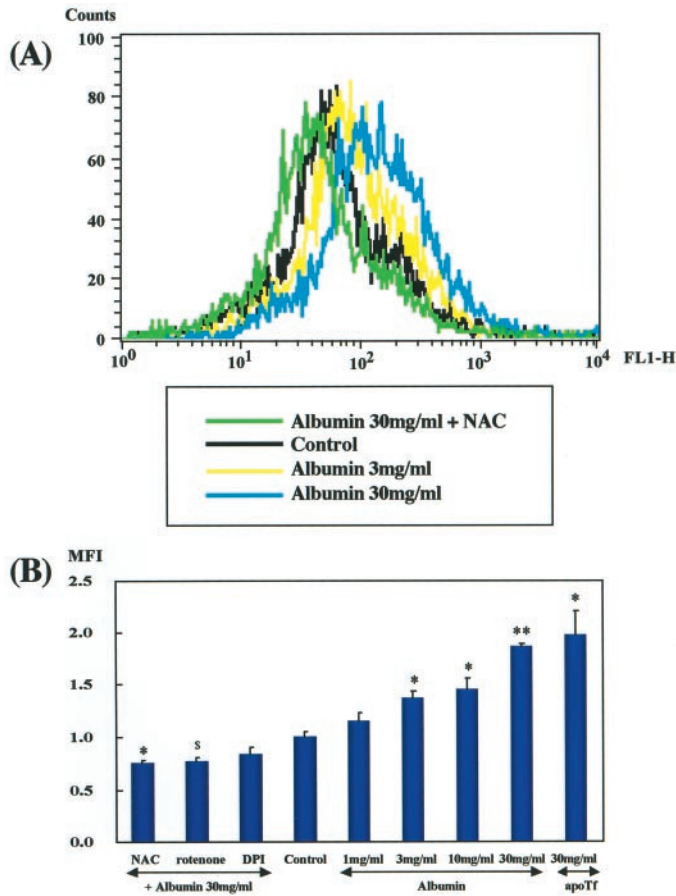 Counts
(A)
100
80
60
40
20
0
10^0
10^1
10^2
10^3
10^4
FL1-H
Albumin 30mg/ml + NAC
Control
Albumin 3mg/ml
Albumin 30mg/ml
MFI
(B)
2.5
2.0
1.5
1.0
0.5
0.0
* $ * * ** *
NAC rotenone DPI Control 1mg/ml 3mg/ml 10mg/ml 30mg/ml 30mg/ml
+ Albumin 30mg/ml Albumin apoTf